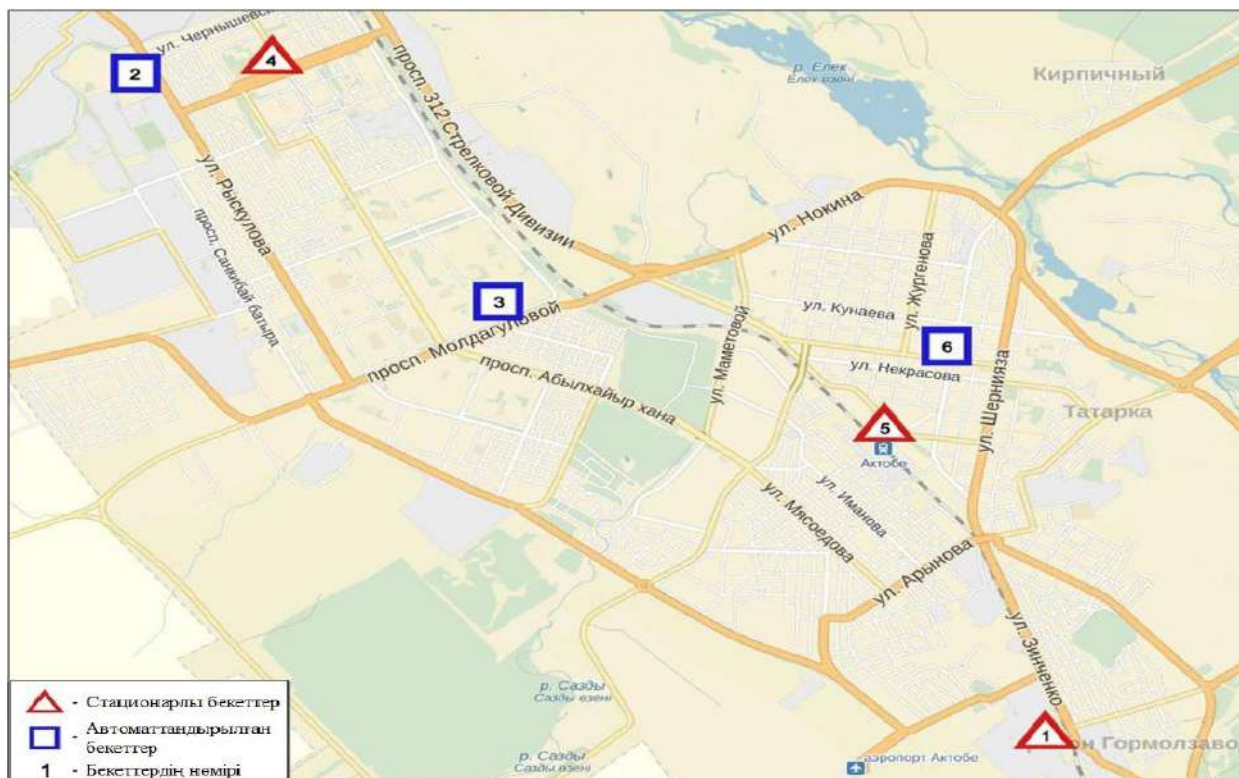 ул. Чернышевс
4
2
просп. 312 Стрелковой Дивизии
р. Елек
Елек өзені
Кирпичный
ул. Рыскулова
просп. Санкибай батыра
ул. Нокина
ул. Жургенова
3
просп. Молдагуловой
ул. Кунаева
6
ул. Некрасова
просп. Абылхайыр хана
ул. Маметовой
ул. Шернияза
Татарка
5
Актобе
ул. Иманова
ул. Мясоедова
ул. Арынова
ул. Зинченко
р. Сазды
Сазды өзені
1
он Гормолзаво
р. Сазды
Сазды өзені
аэропорт Актобе
- Стационарлы бекеттер
- Автоматтандырылған
бекеттер
1 - Бекеттердің нөмірі